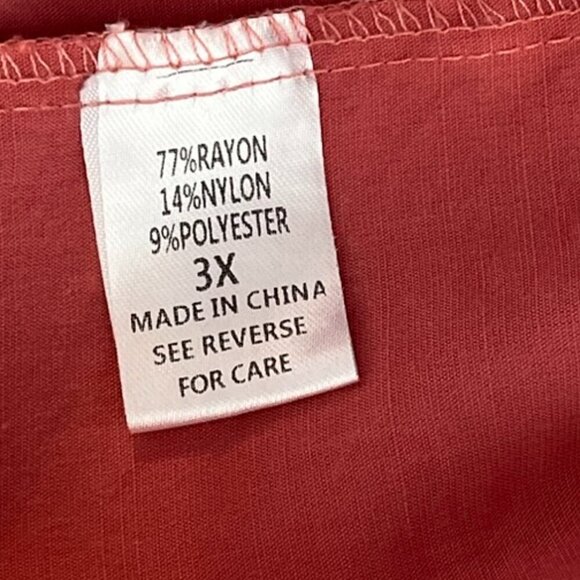 77%RAYON
14%NYLON
9%POLYESTER
3X
MADE IN CHINA
SEE REVERSE
FOR CARE